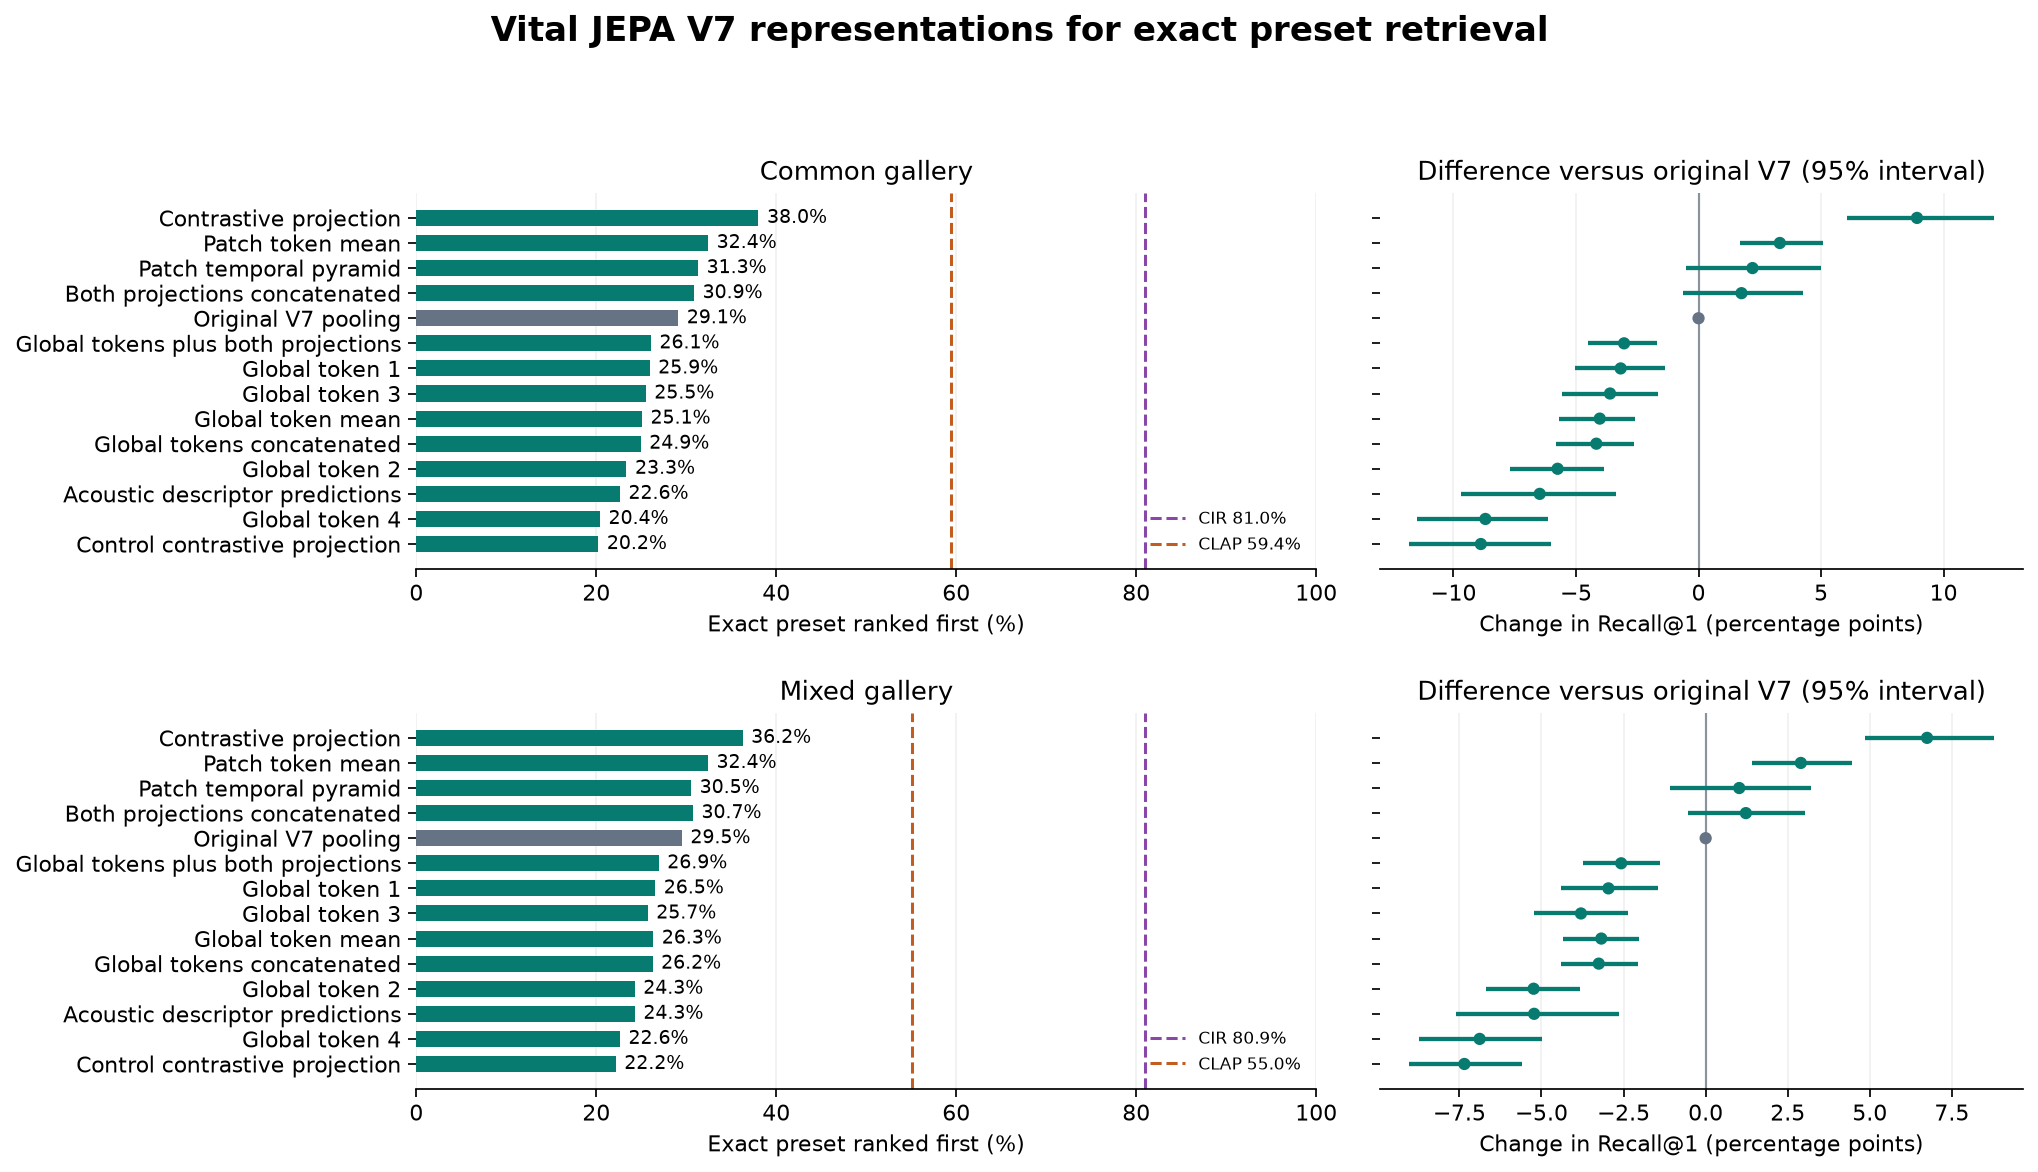 Vital JEPA V7 representations for exact preset retrieval
Common gallery
Contrastive projection 38.0%
Patch token mean 32.4%
Patch temporal pyramid 31.3%
Both projections concatenated 30.9%
Original V7 pooling 29.1%
Global tokens plus both projections 26.1%
Global token 1 25.9%
Global token 3 25.5%
Global token mean 25.1%
Global tokens concatenated 24.9%
Global token 2 23.3%
Acoustic descriptor predictions 22.6%
Global token 4 20.4%
Control contrastive projection 20.2%
CIR 81.0%
CLAP 59.4%
0 20 40 60 80 100
Exact preset ranked first (%)
Difference versus original V7 (95% interval)
−10 −5 0 5 10
Change in Recall@1 (percentage points)
Mixed gallery
Contrastive projection 36.2%
Patch token mean 32.4%
Patch temporal pyramid 30.5%
Both projections concatenated 30.7%
Original V7 pooling 29.5%
Global tokens plus both projections 26.9%
Global token 1 26.5%
Global token 3 25.7%
Global token mean 26.3%
Global tokens concatenated 26.2%
Global token 2 24.3%
Acoustic descriptor predictions 24.3%
Global token 4 22.6%
Control contrastive projection 22.2%
CIR 80.9%
CLAP 55.0%
0 20 40 60 80 100
Exact preset ranked first (%)
Difference versus original V7 (95% interval)
−7.5 −5.0 −2.5 0.0 2.5 5.0 7.5
Change in Recall@1 (percentage points)